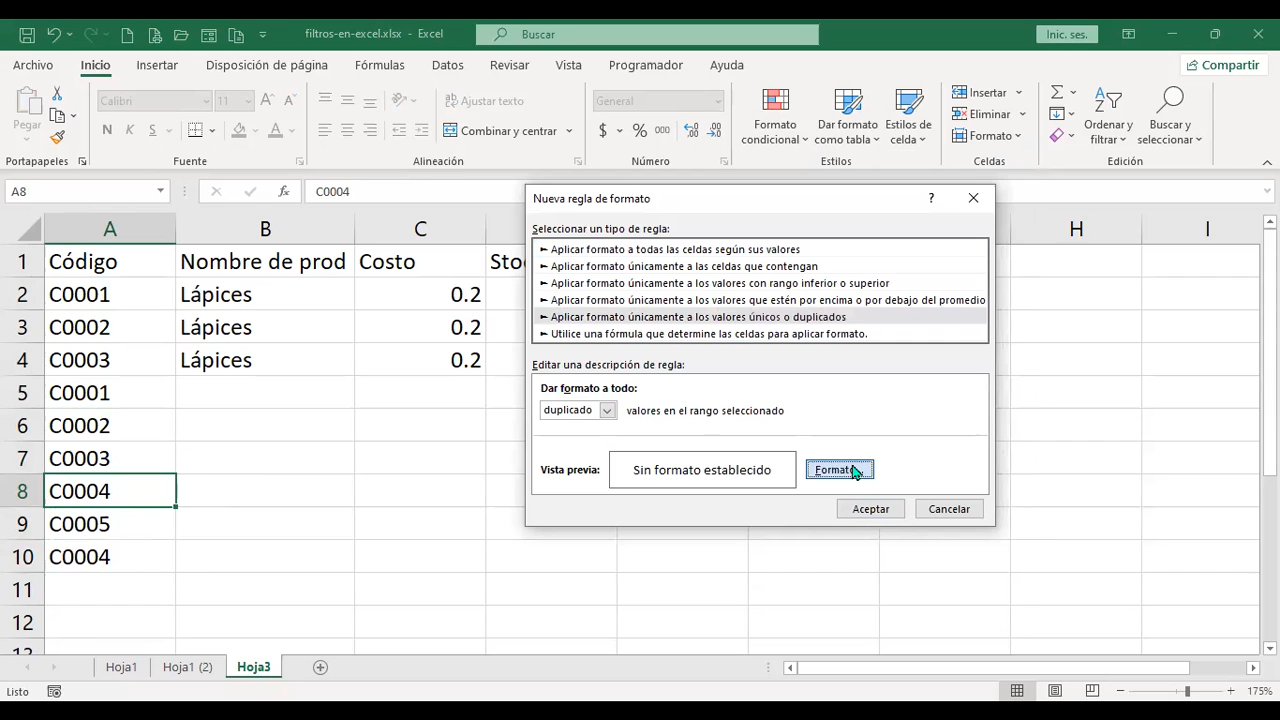 filtros-en-excel.xlsx - Excel
Buscar
Inic. ses.
Archivo Inicio Insertar Disposición de página Fórmulas Datos Revisar Vista Programador Ayuda Compartir
Pegar
Calibri 11
N K S
Ajustar texto
Combinar y centrar
General
$ % 000
Formato condicional
Dar formato como tabla
Estilos de celda
Insertar
Eliminar
Formato
Ordenar y filtrar
Buscar y seleccionar
Portapapeles Fuente Alineación Número Estilos Celdas Edición
A8 fx C0004
A B C H I
1 Código Nombre de prod Costo Sto
2 C0001 Lápices 0.2
3 C0002 Lápices 0.2
4 C0003 Lápices 0.2
5 C0001
6 C0002
7 C0003
8 C0004
9 C0005
10 C0004
11
12
13
Nueva regla de formato ?
Seleccionar un tipo de regla:
► Aplicar formato a todas las celdas según sus valores
► Aplicar formato únicamente a las celdas que contengan
► Aplicar formato únicamente a los valores con rango inferior o superior
► Aplicar formato únicamente a los valores que estén por encima o por debajo del promedio
► Aplicar formato únicamente a los valores únicos o duplicados
► Utilice una fórmula que determine las celdas para aplicar formato.
Editar una descripción de regla:
Dar formato a todo:
duplicado valores en el rango seleccionado
Vista previa: Sin formato establecido Formato
Aceptar Cancelar
Hoja1 Hoja1 (2) Hoja3
Listo 175%